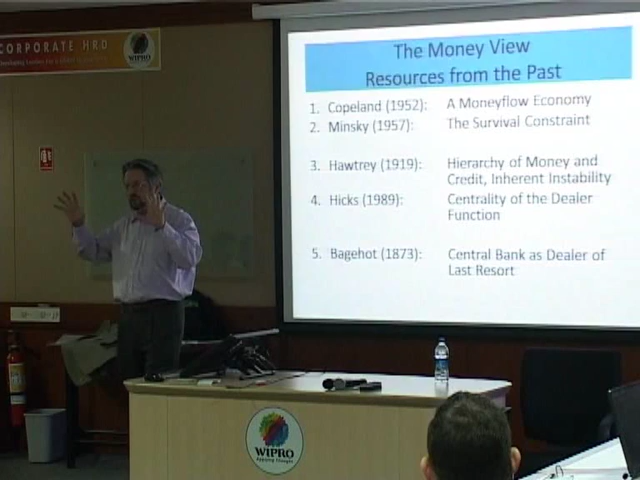 CORPORATE HRD
WIPRO
The Money View
Resources from the Past
1. Copeland (1952): A Moneyflow Economy
2. Minsky (1957): The Survival Constraint
3. Hawtrey (1919): Hierarchy of Money and
Credit, Inherent Instability
4. Hicks (1989): Centrality of the Dealer
Function
5. Bagehot (1873): Central Bank as Dealer of
Last Resort
WIPRO
Applying Thought